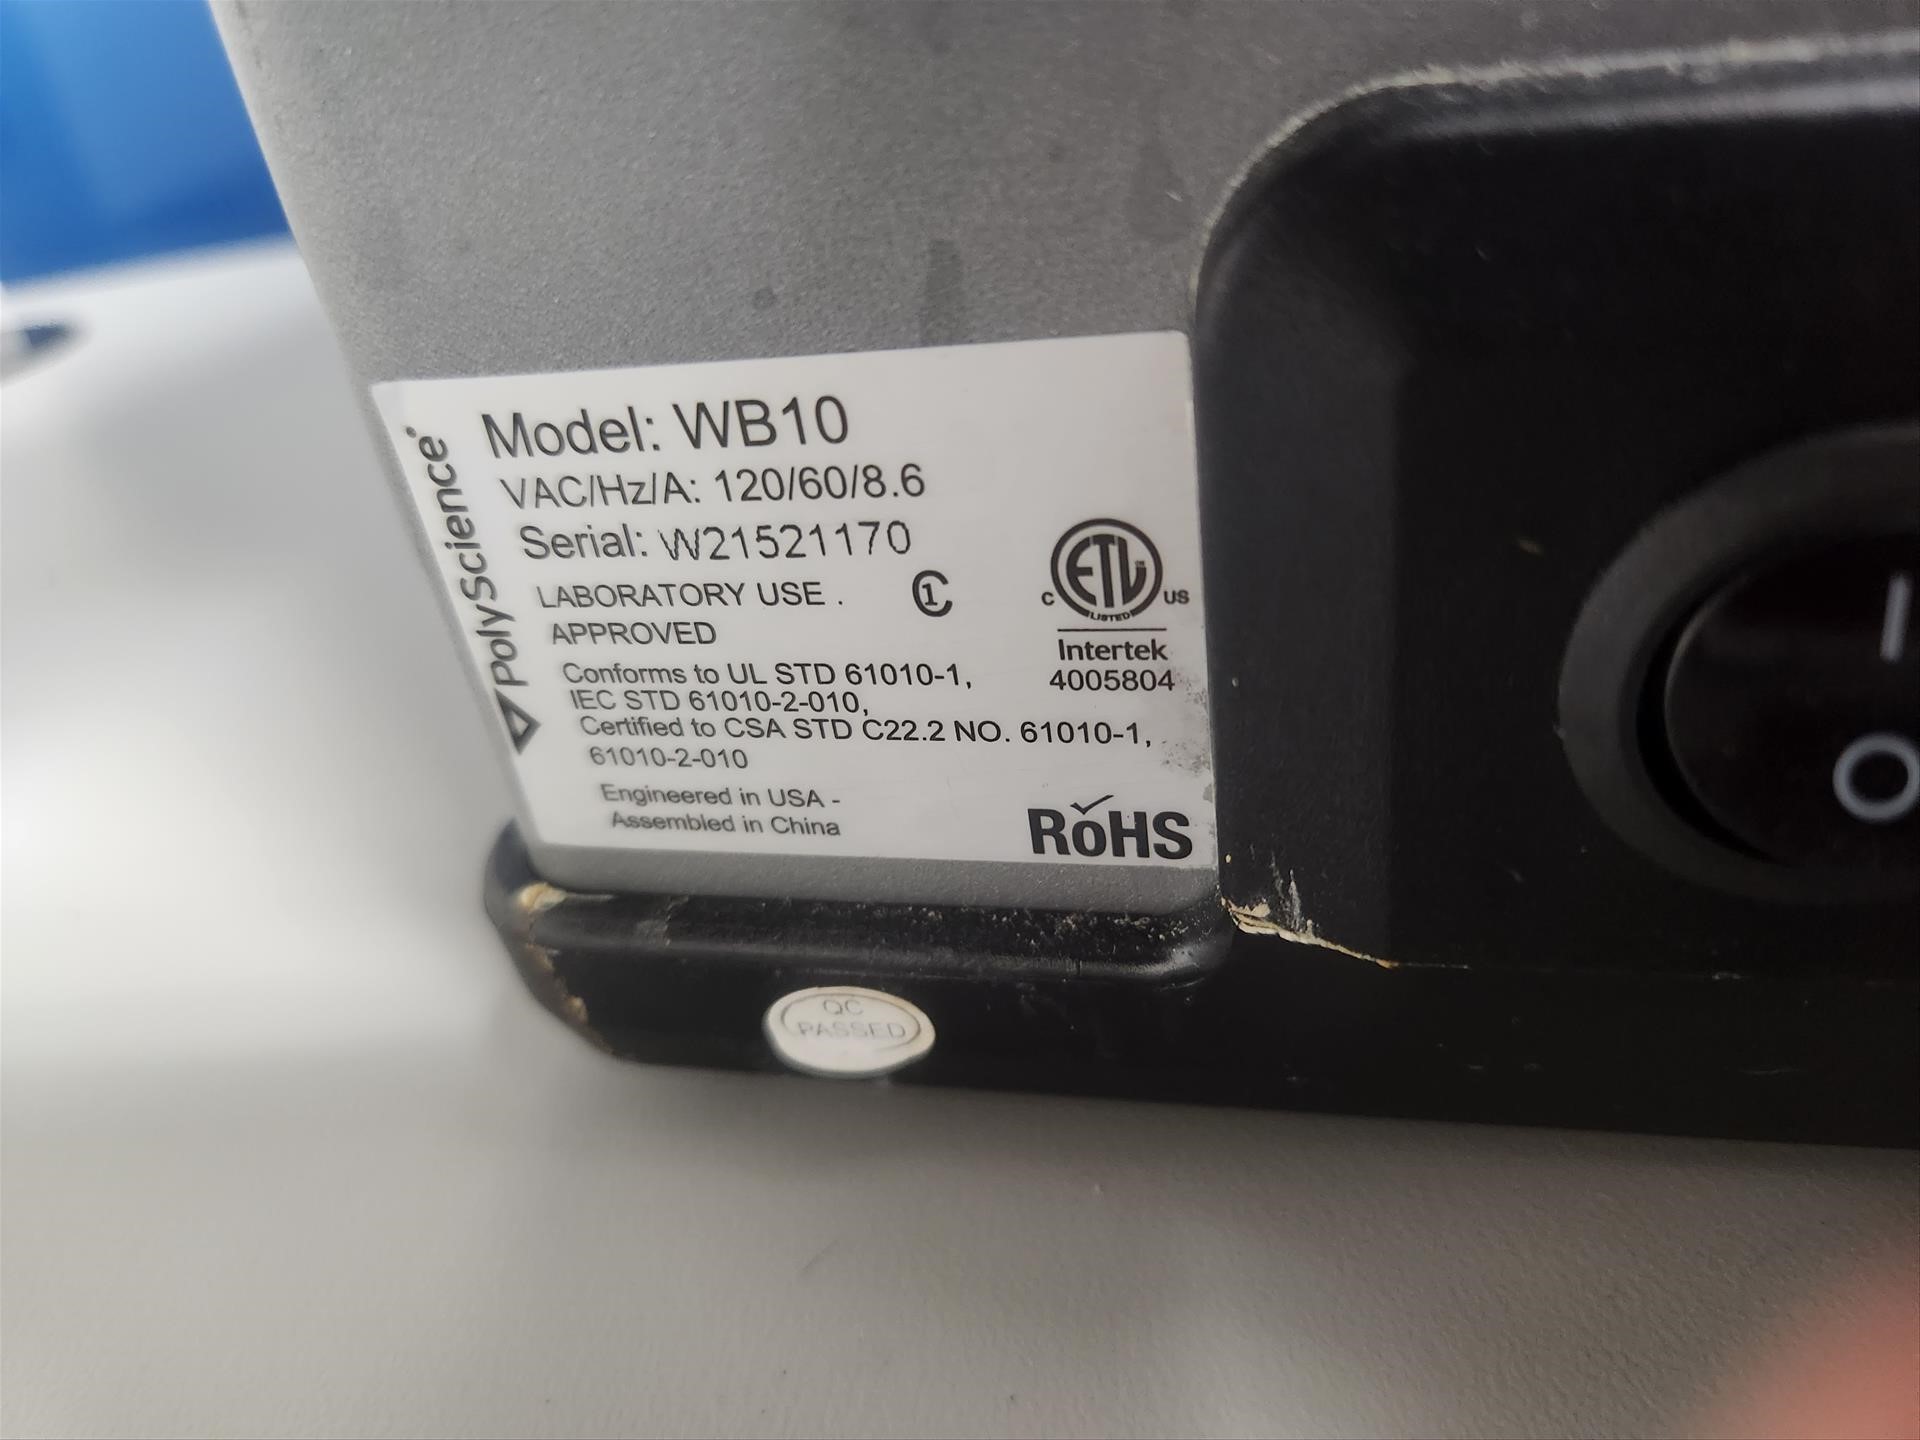 PolyScience
Model: WB10
VAC/Hz/A: 120/60/8.6
Serial: W21521170
LABORATORY USE .
APPROVED
C1
ETL
C LISTED US
Intertek
4005804
Conforms to UL STD 61010-1,
IEC STD 61010-2-010,
Certified to CSA STD C22.2 NO. 61010-1,
61010-2-010
Engineered in USA -
Assembled in China
RoHS
I
O
QC
PASSED